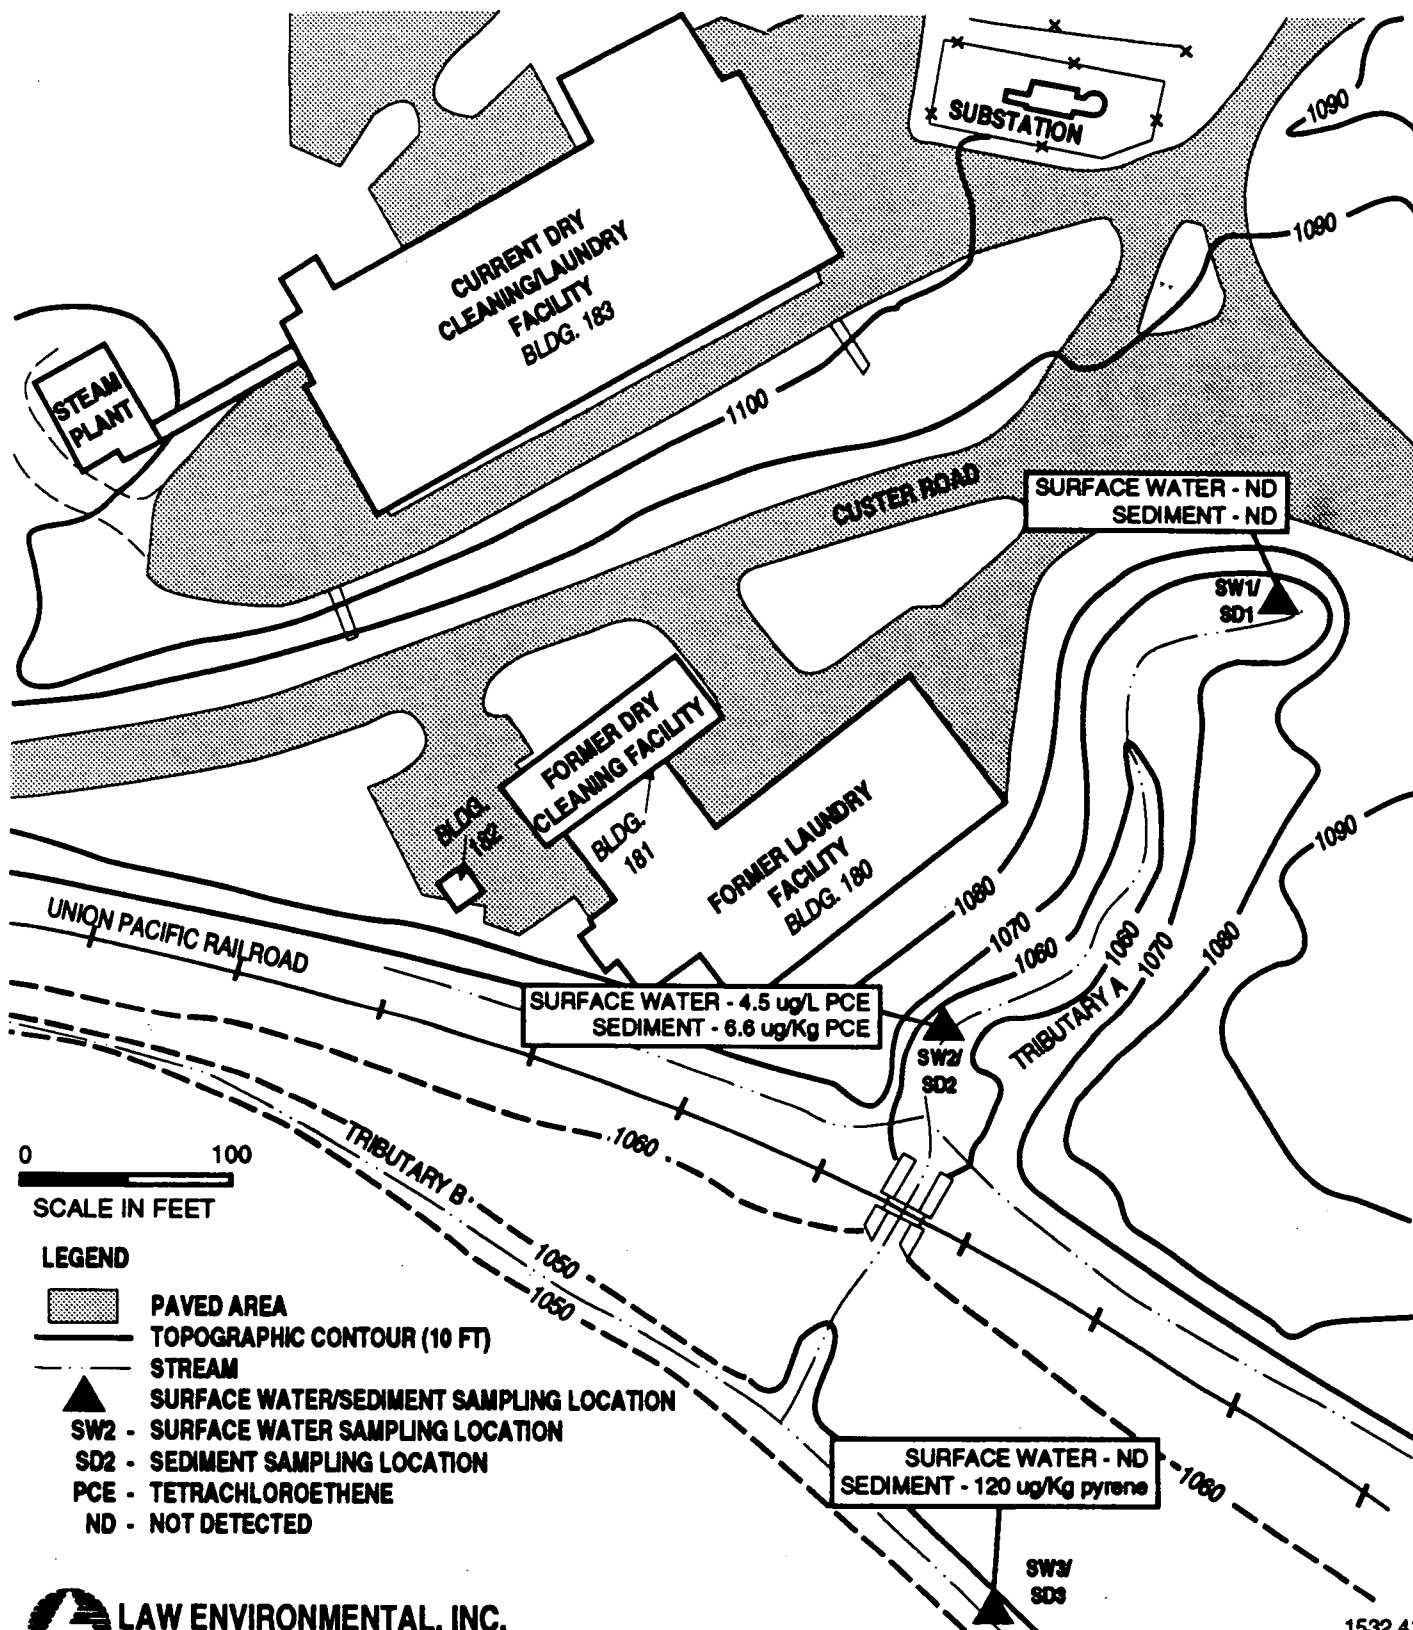 1090
SUBSTATION
1090
CURRENT DRY
CLEANING/LAUNDRY
FACILITY
BLDG. 183
STEAM
PLANT
1100
CUSTER ROAD
SURFACE WATER - ND
SEDIMENT - ND
SW1/
SD1
FORMER DRY
CLEANING FACILITY
BLDG.
182
BLDG.
181
FORMER LAUNDRY
FACILITY
BLDG. 180
1090
1080
1070
1060
1060
1070
1080
UNION PACIFIC RAILROAD
SURFACE WATER - 4.5 ug/L PCE
SEDIMENT - 6.6 ug/Kg PCE
TRIBUTARY A
SW2/
SD2
1060
TRIBUTARY B
0 100
SCALE IN FEET
1050
1050
LEGEND
PAVED AREA
TOPOGRAPHIC CONTOUR (10 FT)
STREAM
SURFACE WATER/SEDIMENT SAMPLING LOCATION
SW2 - SURFACE WATER SAMPLING LOCATION
SD2 - SEDIMENT SAMPLING LOCATION
PCE - TETRACHLOROETHENE
ND - NOT DETECTED
SURFACE WATER - ND
SEDIMENT - 120 ug/Kg pyrene
1060
SW3/
SD3
LAW ENVIRONMENTAL, INC.